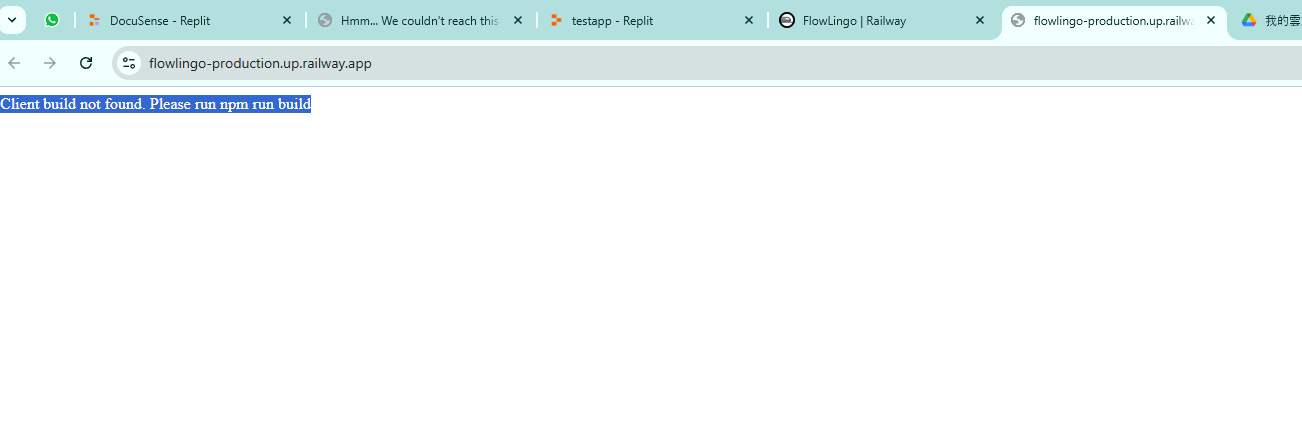 DocuSense - Replit
Hmm... We couldn't reach this
testapp - Replit
FlowLingo | Railway
flowlingo-production.up.railwa
我的雲
flowlingo-production.up.railway.app
Client build not found. Please run npm run build